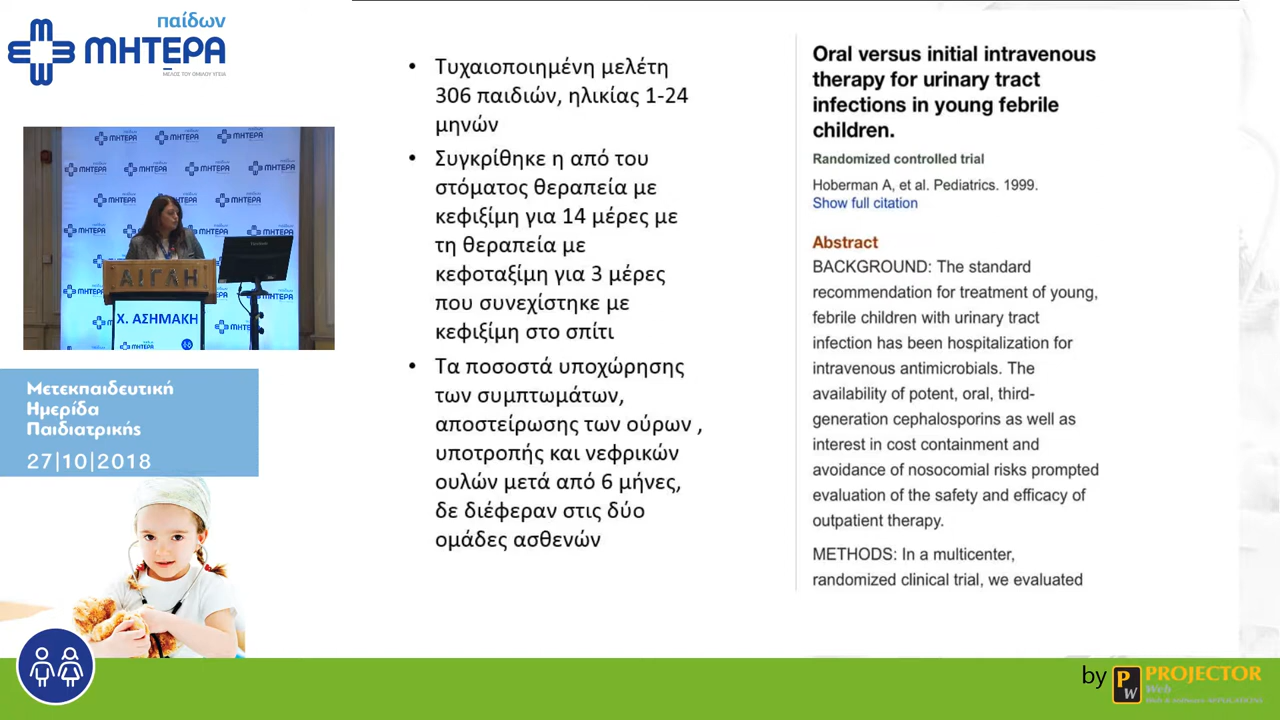 παίδων
ΜΗΤΕΡΑ
ΜΕΛΟΣ ΤΟΥ ΟΜΙΛΟΥ ΥΓΕΙΑ
ΜΗΤΕΡΑ
ΑΙΓΛΗ
Χ. ΑΣΗΜΑΚΗ
ΜΗΤΕΡΑ
Μετεκπαιδευτική
Ημερίδα
Παιδιατρικής
27|10|2018
• Τυχαιοποιημένη μελέτη
306 παιδιών, ηλικίας 1-24
μηνών
• Συγκρίθηκε η από του
στόματος θεραπεία με
κεφιξίμη για 14 μέρες με
τη θεραπεία με
κεφοταξίμη για 3 μέρες
που συνεχίστηκε με
κεφιξίμη στο σπίτι
• Τα ποσοστά υποχώρησης
των συμπτωμάτων,
αποστείρωσης των ούρων ,
υποτροπής και νεφρικών
ουλών μετά από 6 μήνες,
δε διέφεραν στις δύο
ομάδες ασθενών
Oral versus initial intravenous
therapy for urinary tract
infections in young febrile
children.
Randomized controlled trial
Hoberman A, et al. Pediatrics. 1999.
Show full citation
Abstract
BACKGROUND: The standard
recommendation for treatment of young,
febrile children with urinary tract
infection has been hospitalization for
intravenous antimicrobials. The
availability of potent, oral, third-
generation cephalosporins as well as
interest in cost containment and
avoidance of nosocomial risks prompted
evaluation of the safety and efficacy of
outpatient therapy.
METHODS: In a multicenter,
randomized clinical trial, we evaluated
by PW PROJECTOR
Web